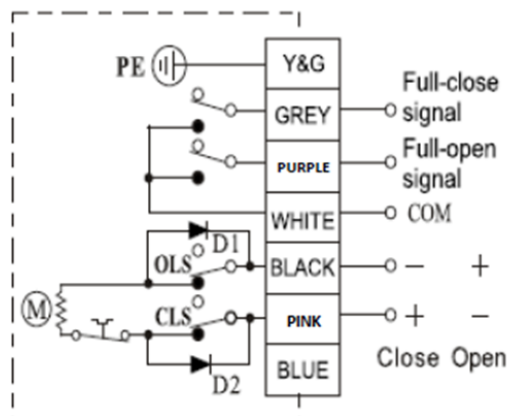 PE
Y&G
GREY
Full-close
signal
PURPLE
Full-open
signal
WHITE
COM
D1
OLS
BLACK
− +
M
CLS
PINK
+ −
D2
BLUE
Close Open